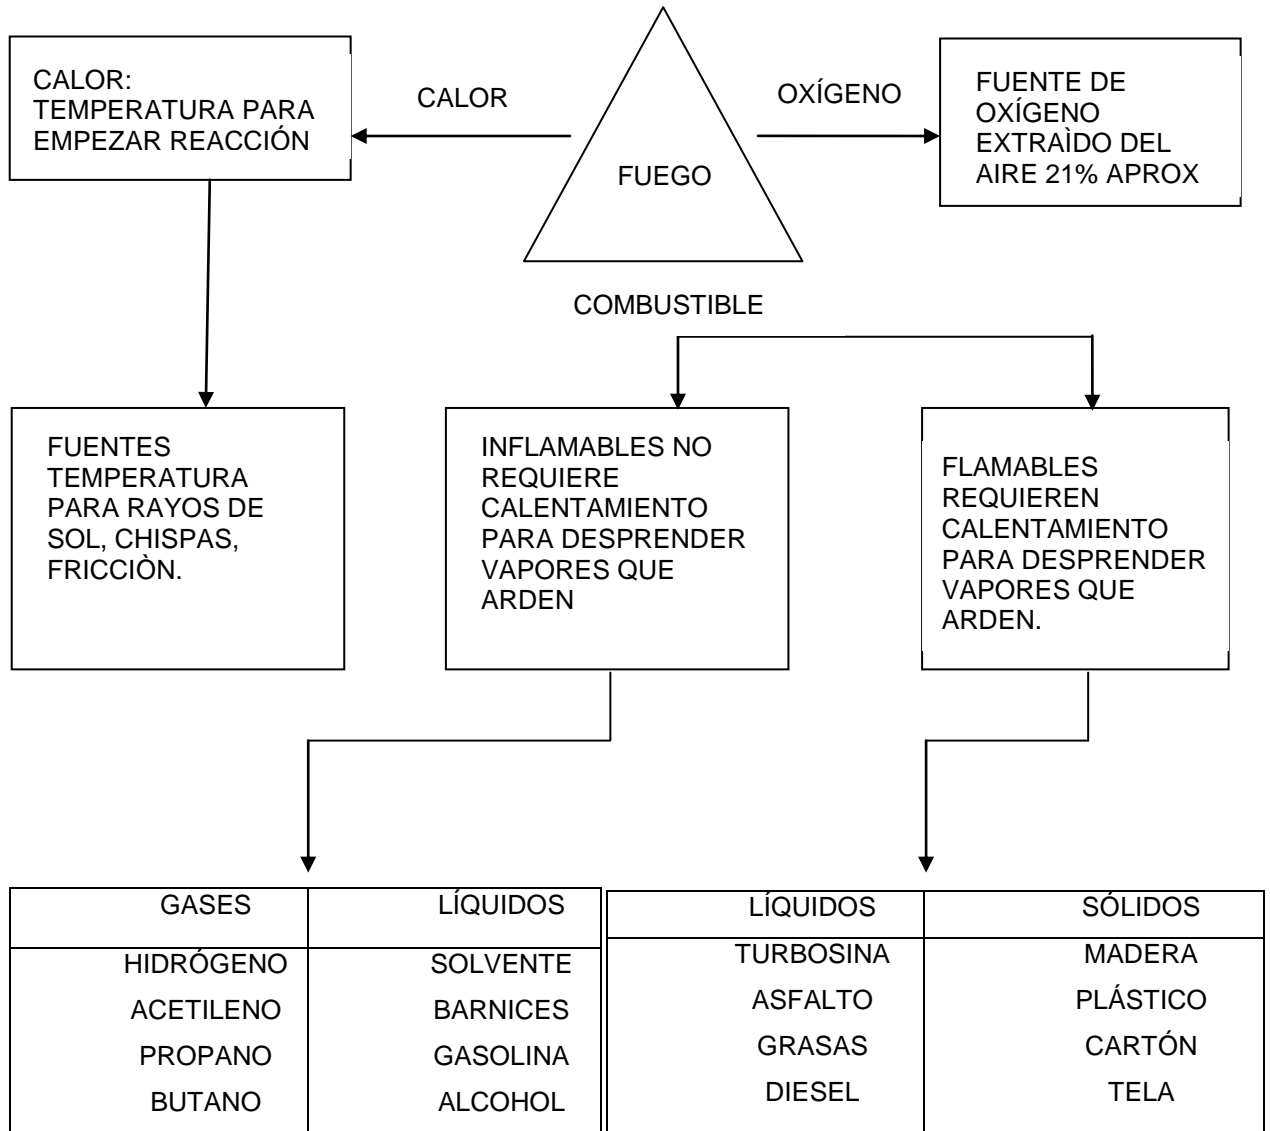 CALOR:
TEMPERATURA PARA
EMPEZAR REACCIÓN
CALOR
FUEGO
OXÍGENO
FUENTE DE
OXÍGENO
EXTRAÌDO DEL
AIRE 21% APROX
COMBUSTIBLE
FUENTES
TEMPERATURA
PARA RAYOS DE
SOL, CHISPAS,
FRICCIÒN.
INFLAMABLES NO
REQUIERE
CALENTAMIENTO
PARA DESPRENDER
VAPORES QUE
ARDEN
FLAMABLES
REQUIEREN
CALENTAMIENTO
PARA DESPRENDER
VAPORES QUE
ARDEN.
GASES LÍQUIDOS
HIDRÓGENO SOLVENTE
ACETILENO BARNICES
PROPANO GASOLINA
BUTANO ALCOHOL
LÍQUIDOS SÓLIDOS
TURBOSINA MADERA
ASFALTO PLÁSTICO
GRASAS CARTÓN
DIESEL TELA